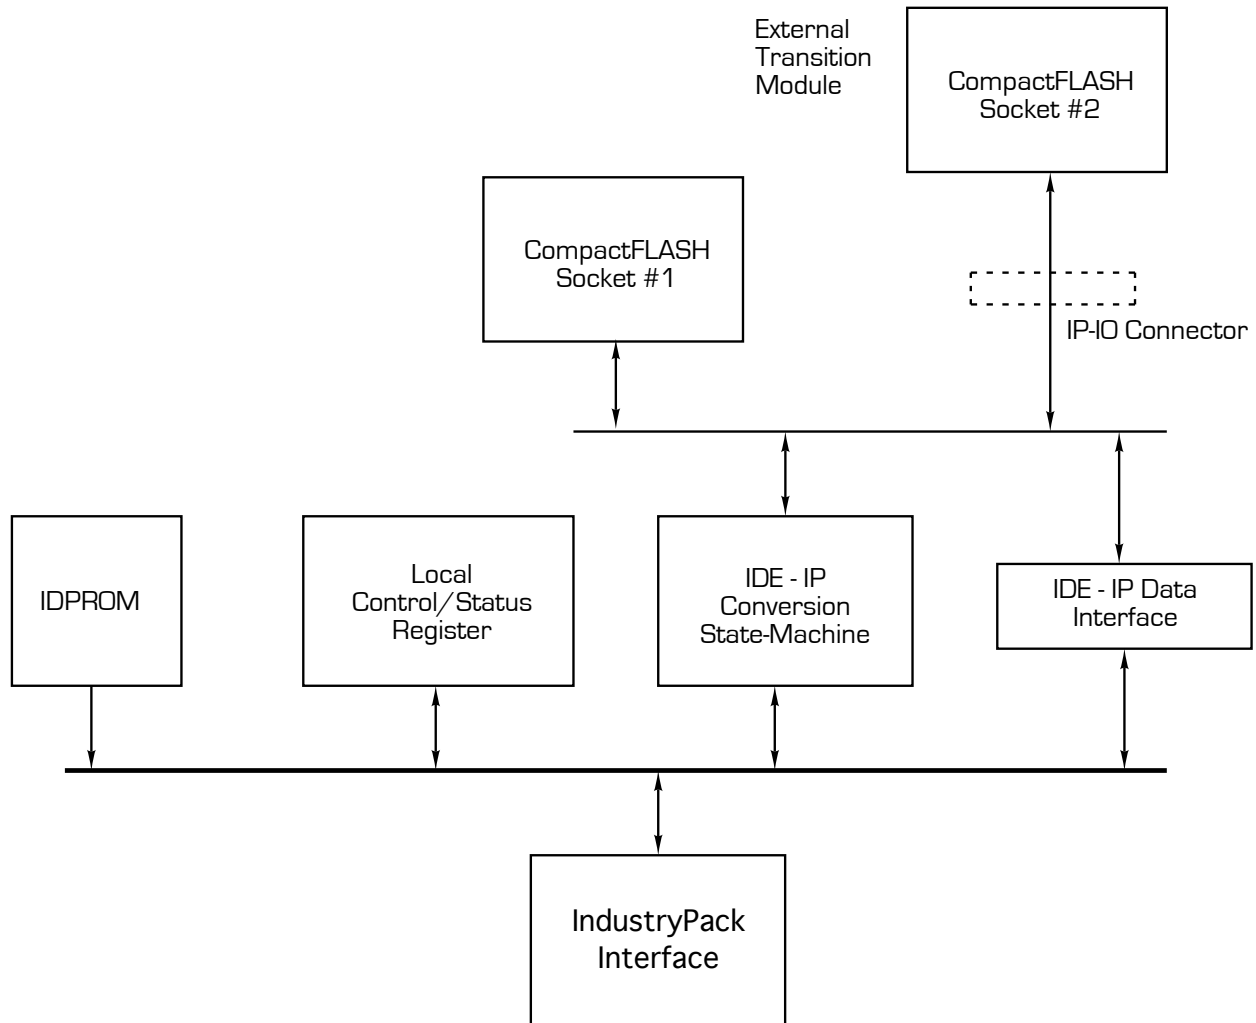 External
Transition
Module
CompactFLASH
Socket #2
CompactFLASH
Socket #1
IP-IO Connector
IDPROM
Local
Control/Status
Register
IDE - IP
Conversion
State-Machine
IDE - IP Data
Interface
IndustryPack
Interface